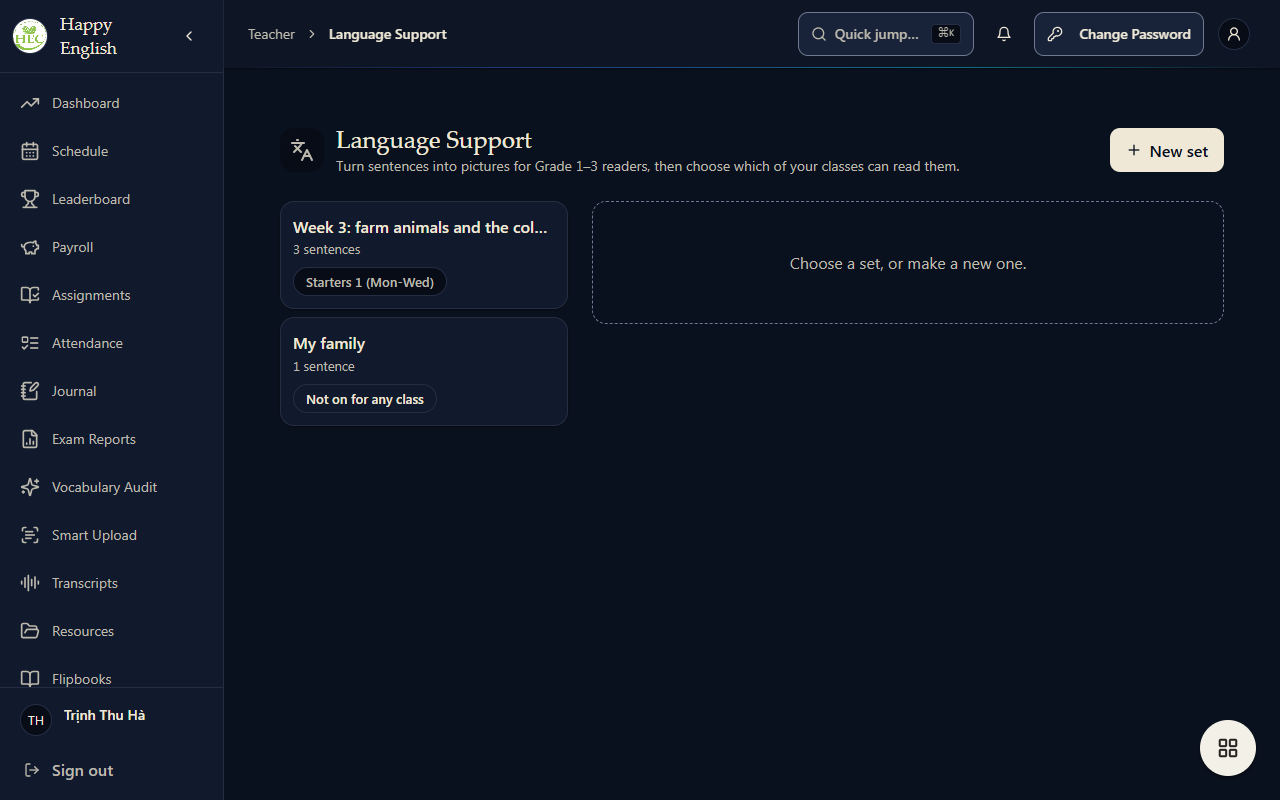 HEC
Happy
English
Dashboard
Schedule
Leaderboard
Payroll
Assignments
Attendance
Journal
Exam Reports
Vocabulary Audit
Smart Upload
Transcripts
Resources
Flipbooks
TH
Trịnh Thu Hà
Sign out
Teacher > Language Support
Quick jump... ⌘K
Change Password
Language Support
Turn sentences into pictures for Grade 1–3 readers, then choose which of your classes can read them.
+ New set
Week 3: farm animals and the col...
3 sentences
Starters 1 (Mon-Wed)
My family
1 sentence
Not on for any class
Choose a set, or make a new one.